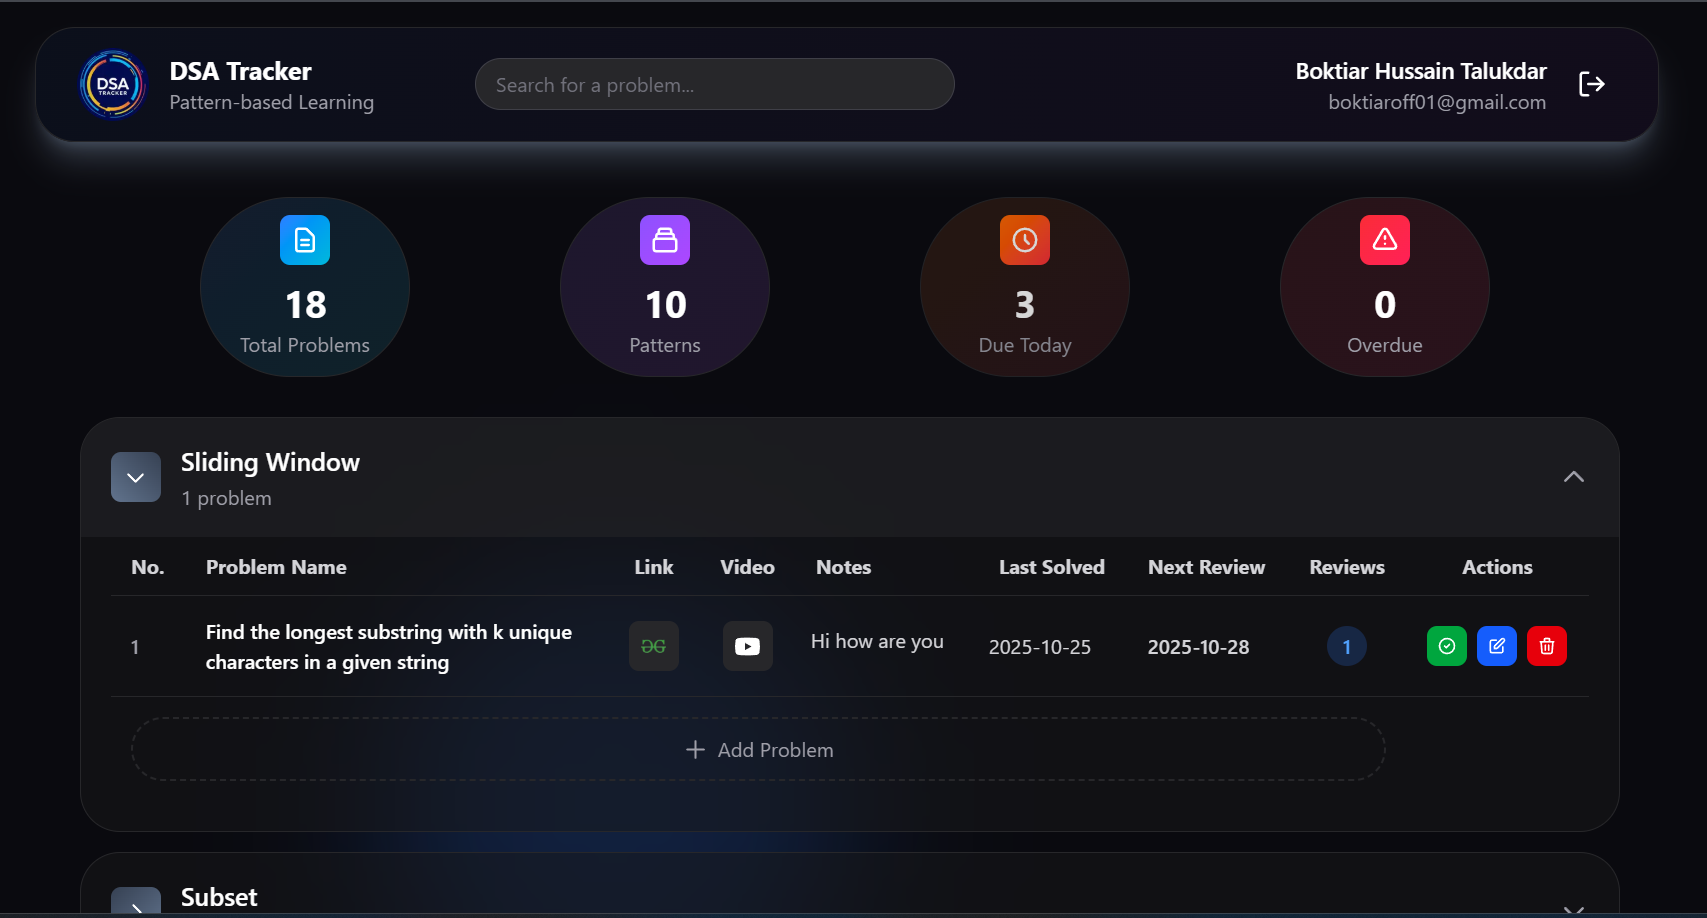 DSA
TRACKER
DSA Tracker
Pattern-based Learning
Search for a problem...
Boktiar Hussain Talukdar
boktiaroff01@gmail.com
18
Total Problems
10
Patterns
3
Due Today
0
Overdue
Sliding Window
1 problem
No. Problem Name Link Video Notes Last Solved Next Review Reviews Actions
1 Find the longest substring with k unique characters in a given string Hi how are you 2025-10-25 2025-10-28 1
Add Problem
Subset